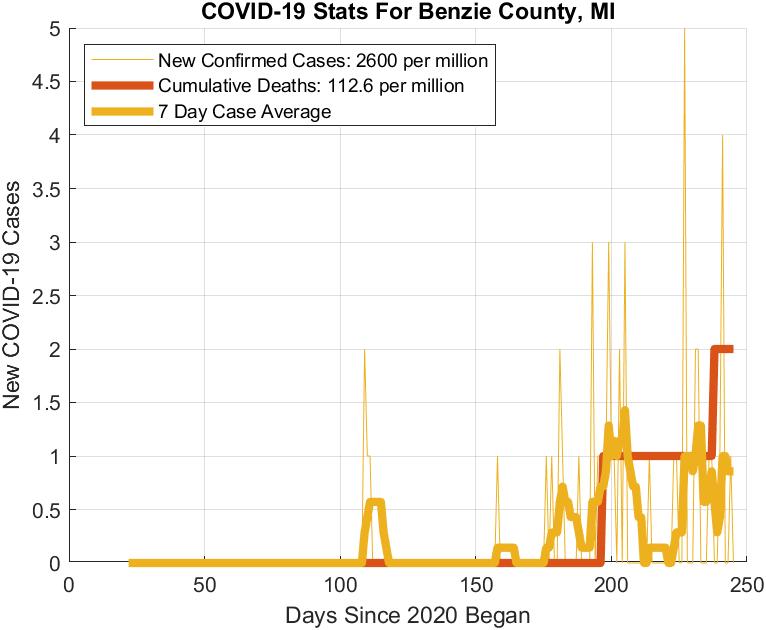 COVID-19 Stats For Benzie County, MI
New Confirmed Cases: 2600 per million
Cumulative Deaths: 112.6 per million
7 Day Case Average
New COVID-19 Cases
5
4.5
4
3.5
3
2.5
2
1.5
1
0.5
0
0 50 100 150 200 250
Days Since 2020 Began